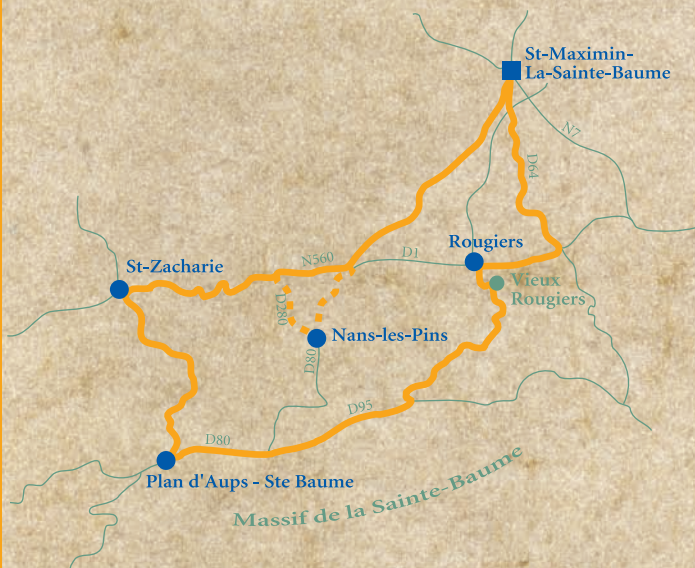 St-Maximin-
La-Sainte-Baume
N7
D64
Rougiers
D1
N560
St-Zacharie
Vieux
Rougiers
D280
Nans-les-Pins
D80
D95
D80
Plan d'Aups - Ste Baume
Massif de la Sainte-Baume